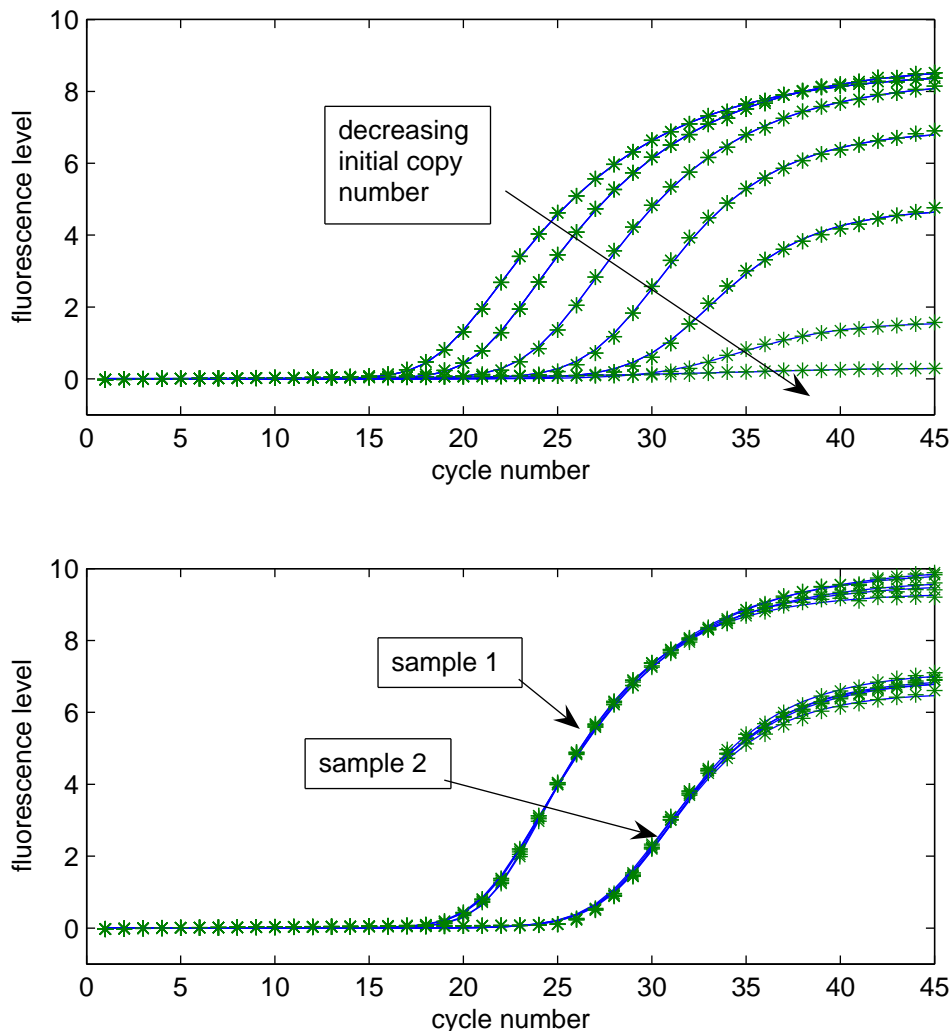 10
8
6
4
2
0
fluorescence level
decreasing
initial copy
number
0 5 10 15 20 25 30 35 40 45
cycle number
10
8
6
4
2
0
fluorescence level
sample 1
sample 2
0 5 10 15 20 25 30 35 40 45
cycle number